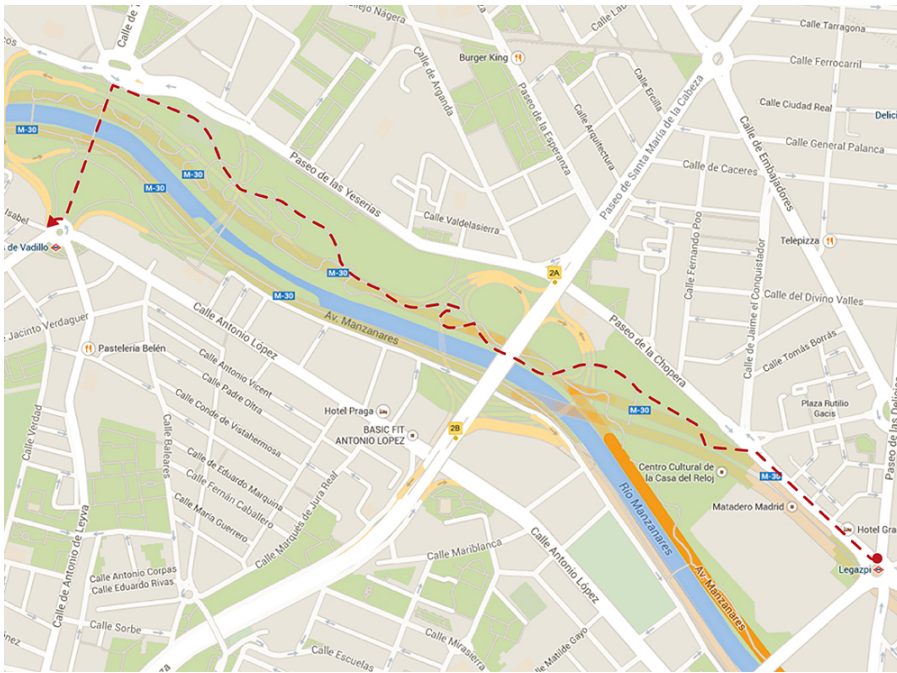 Calle de
Calle Tarragona
Burger King
Calle Ferrocarril
Calle de Arganda
Calle Ercilla
Paseo de la Esperanza
Calle Arquitectura
Calle Ciudad Real
Delici
M-30
Calle General Palanca
Paseo de Santa María de la Cabeza
Calle de Embajadores
M-30
Paseo de las Yeserías
Calle de Caceres
M-30
Isabel
Calle Valdelasierra
Calle Fernando Poo
s de Vadillo
Telepizza
M-30
2A
Calle de Jaime el Conquistador
M-30
Calle del Divino Valles
Calle Antonio López
Av. Manzanares
Paseo de la Chopera
Jacinto Verdaguer
Pastelería Belén
Calle Tomás Borrás
Calle Antonio Vicent
Calle Padre Oltra
Plaza Rutilio
Gacis
Calle Verdad
Calle Conde de Vistahermosa
Hotel Praga
M-30
Paseo de las Delicias
BASIC FIT
ANTONIO LOPEZ
2B
Calle Baleares
Calle de Eduardo Marquina
Calle Fernán Caballero
Centro Cultural de
la Casa del Reloj
M-30
Calle Marqués de Jura Real
Río Manzanares
Calle María Guerrero
Matadero Madrid
Calle de Antonio de Leyva
Hotel Gra
Calle Mariblanca
Calle Antonio López
Legazpi
Calle Antonio Corpas
Calle Eduardo Rivas
Av. Manzanares
Calle Sorbe
Calle Mirasierra
Calle Matilde Gayo
Calle Escuelas